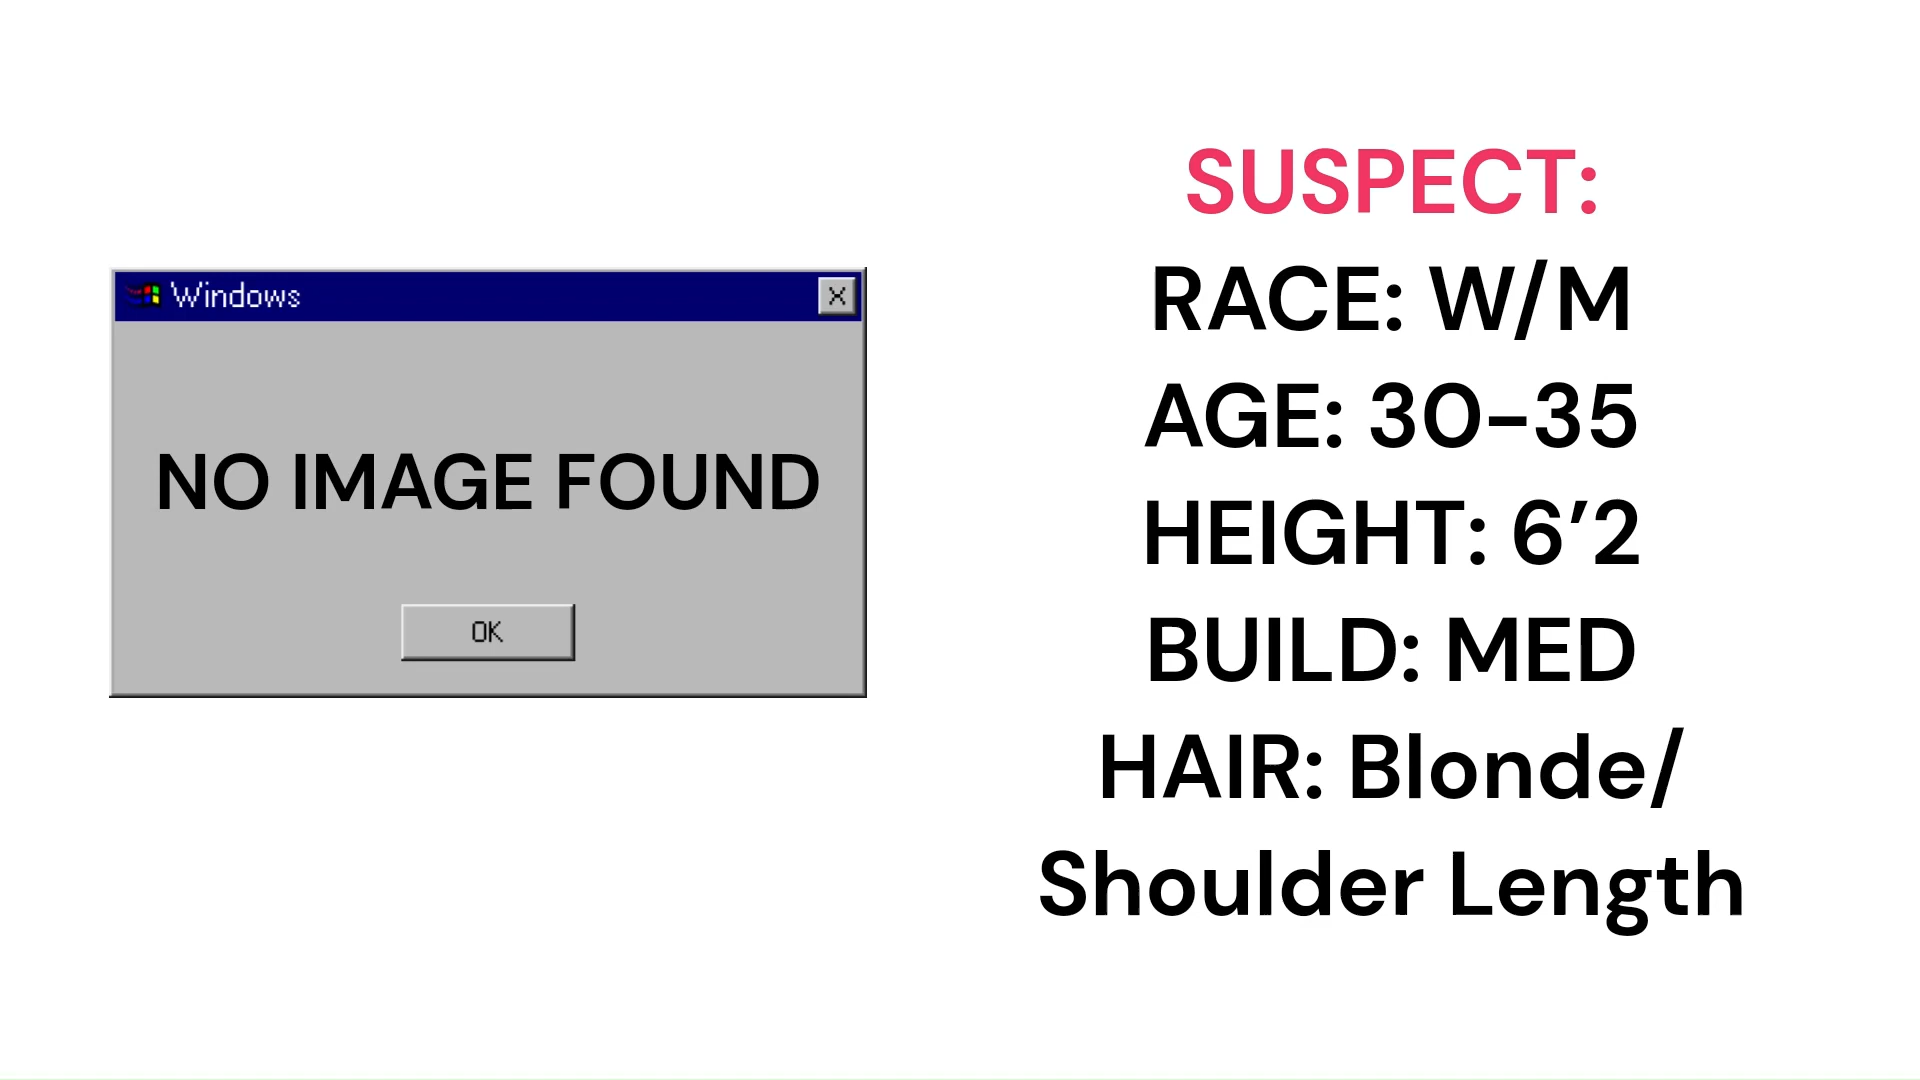 Windows
NO IMAGE FOUND
OK
SUSPECT:
RACE: W/M
AGE: 30-35
HEIGHT: 6’2
BUILD: MED
HAIR: Blonde/
Shoulder Length